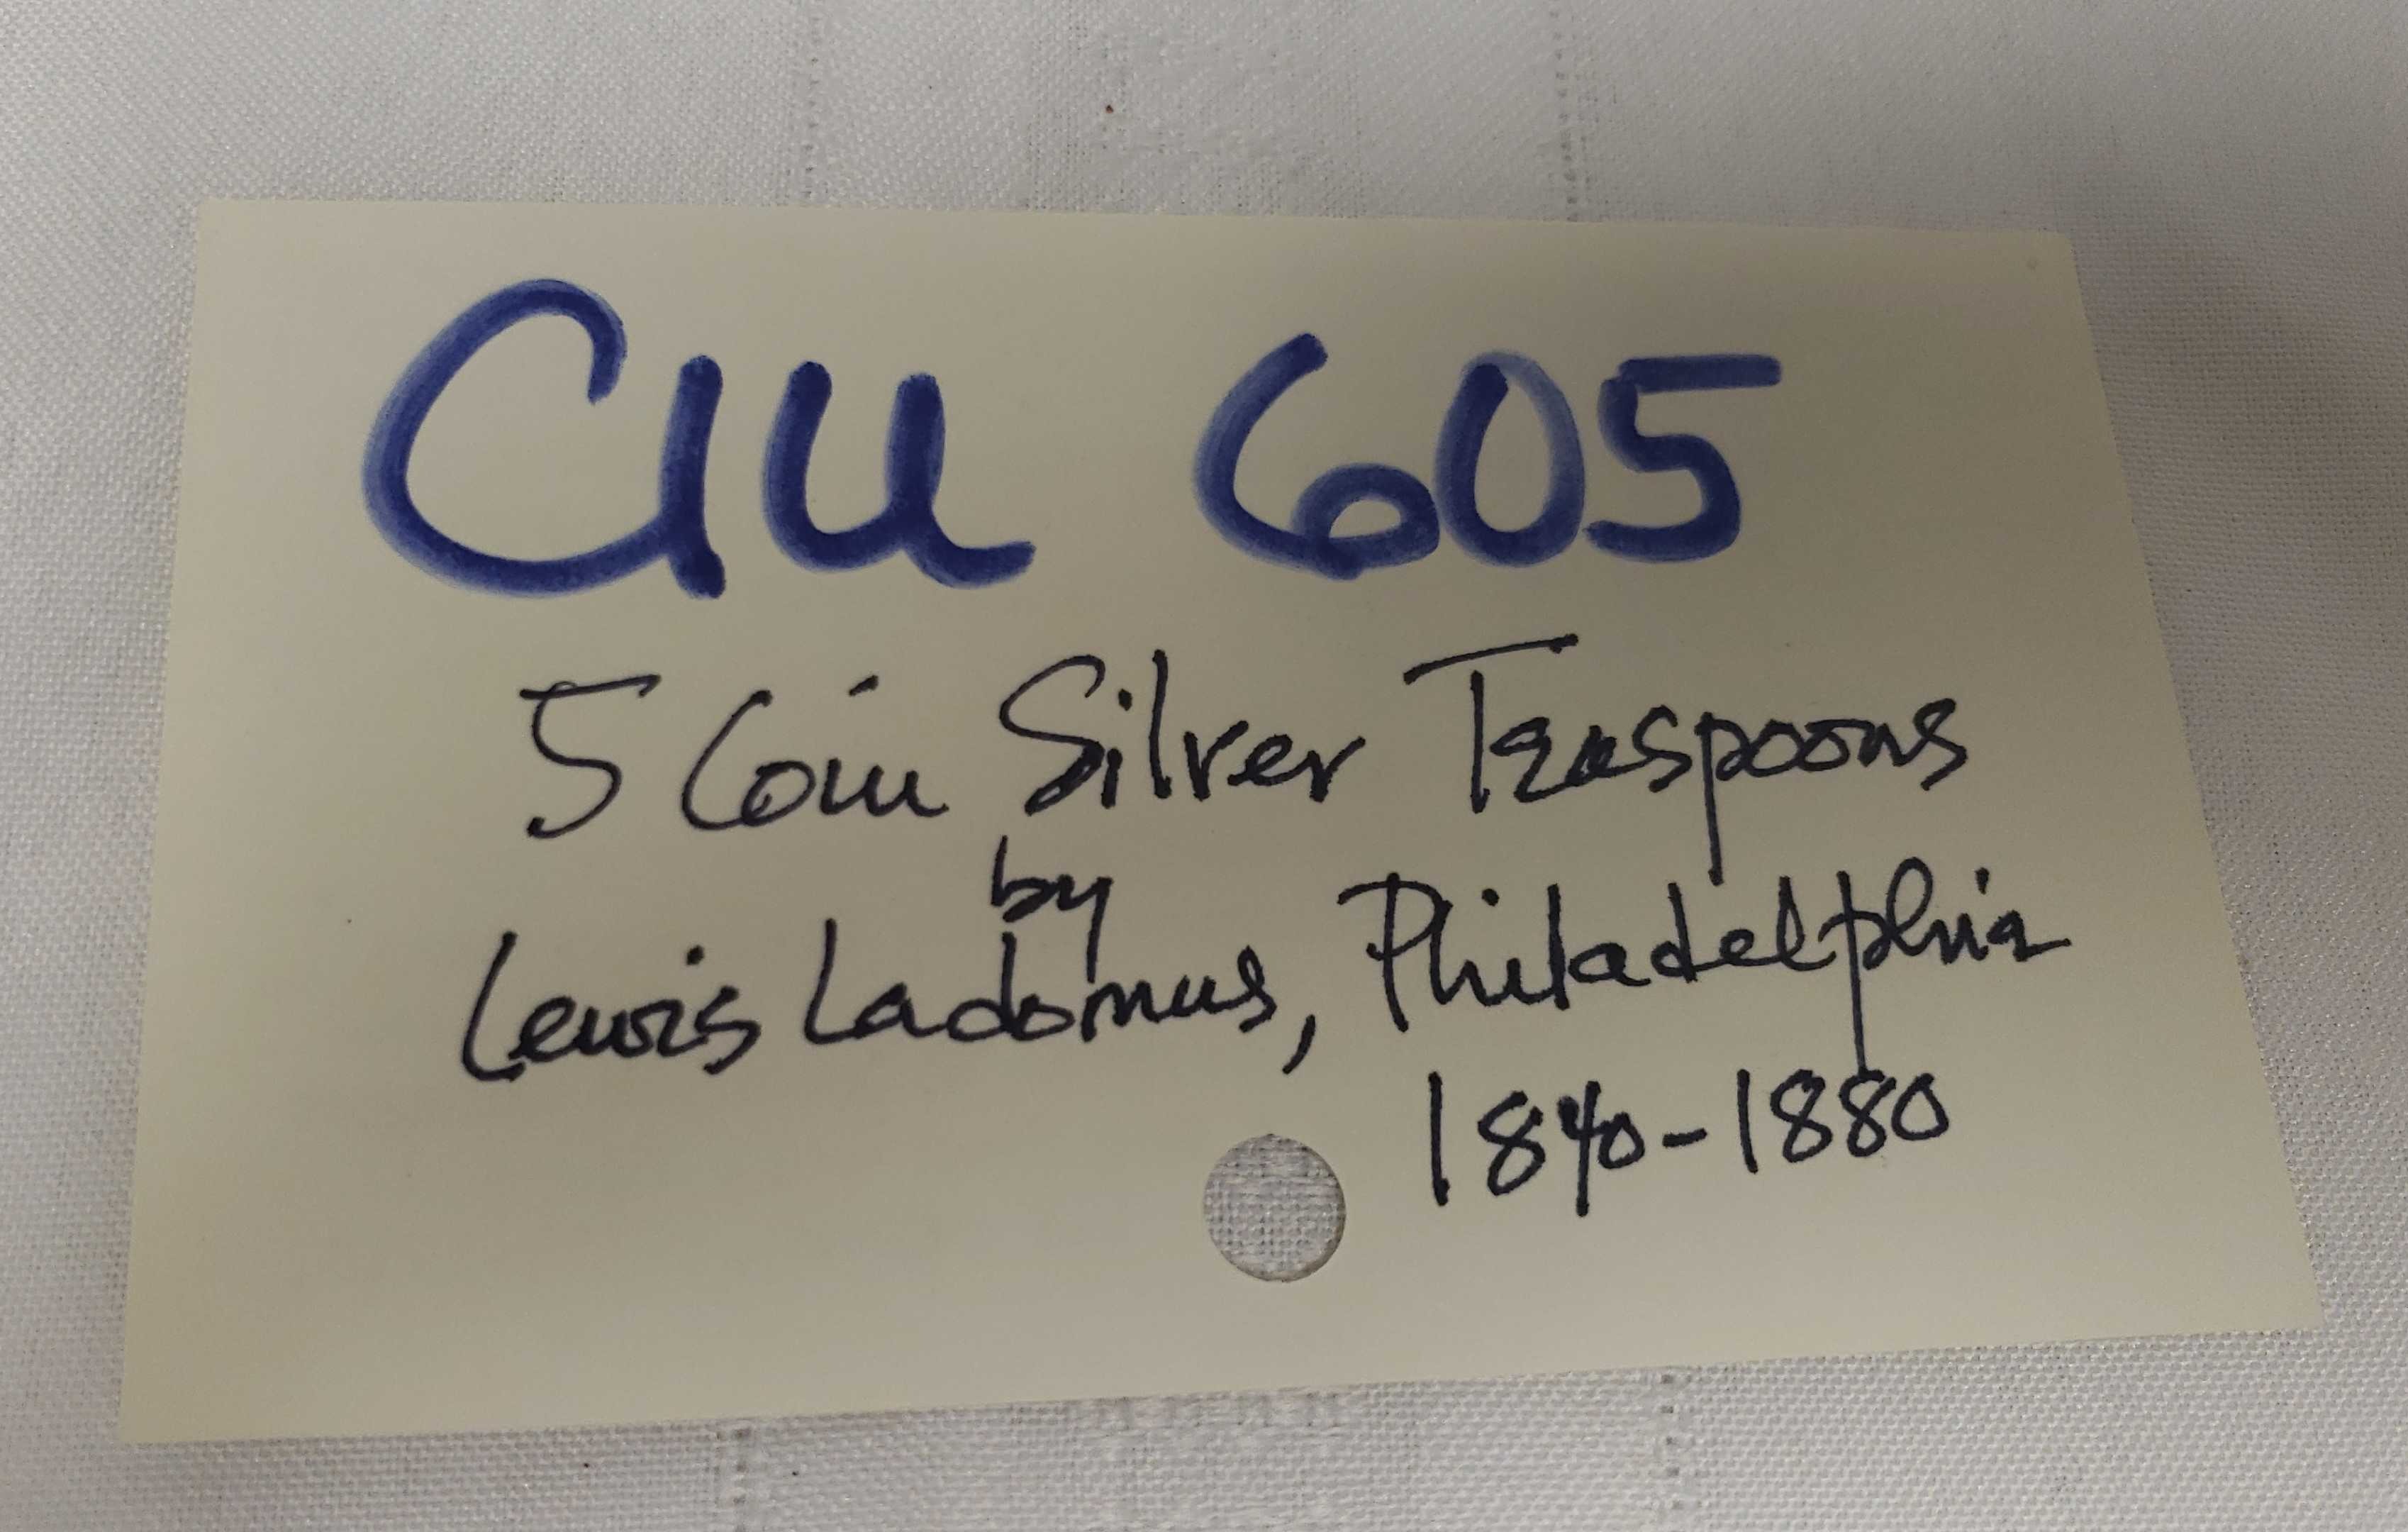 CIU 605
5 Coin Silver Teaspoons
by
Lewis Ladomus, Philadelphia
1840-1880